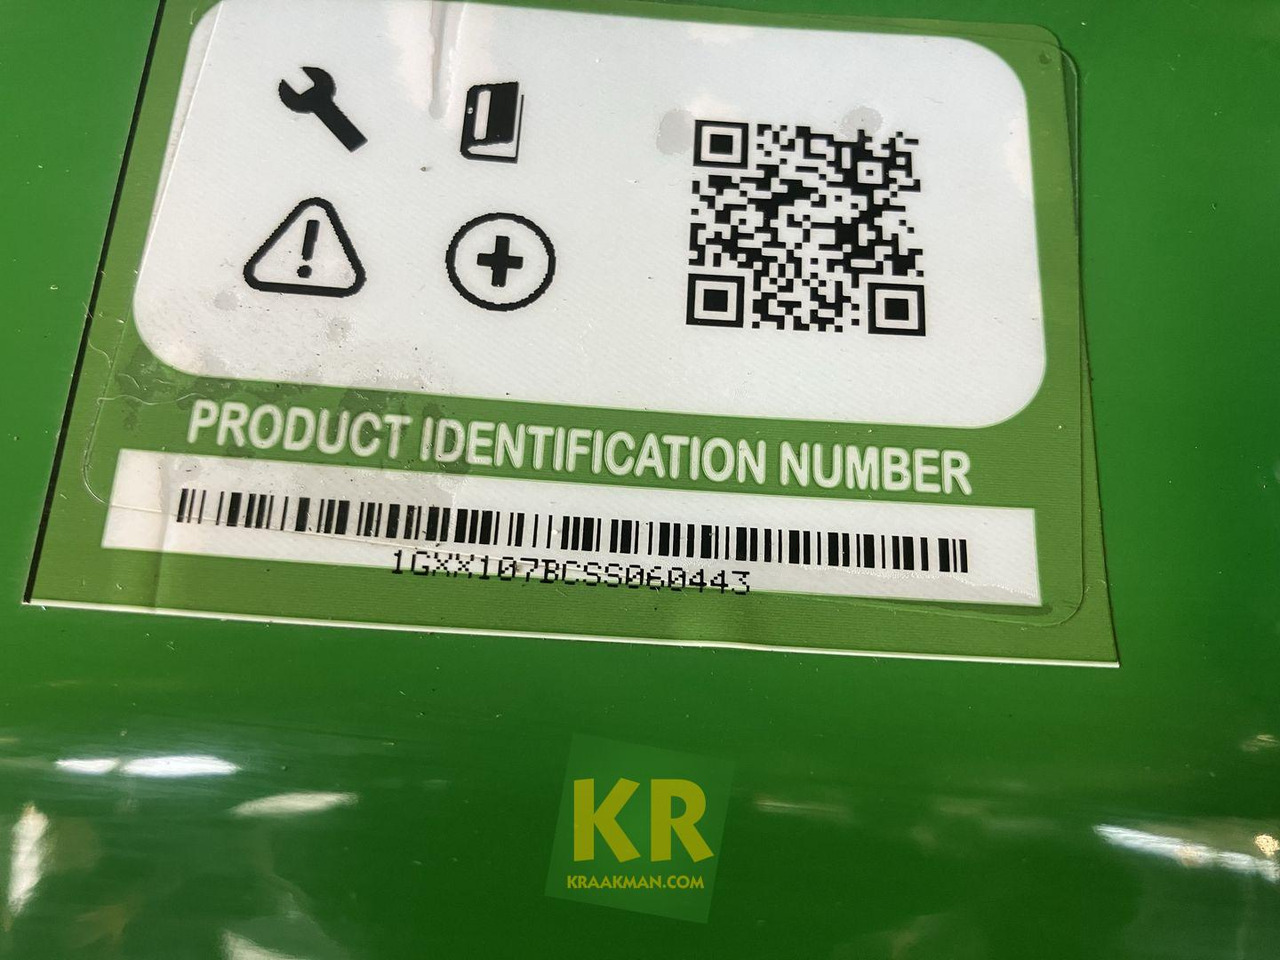 PRODUCT IDENTIFICATION NUMBER
1GXX107BCSS060443
KR
KRAAKMAN.COM